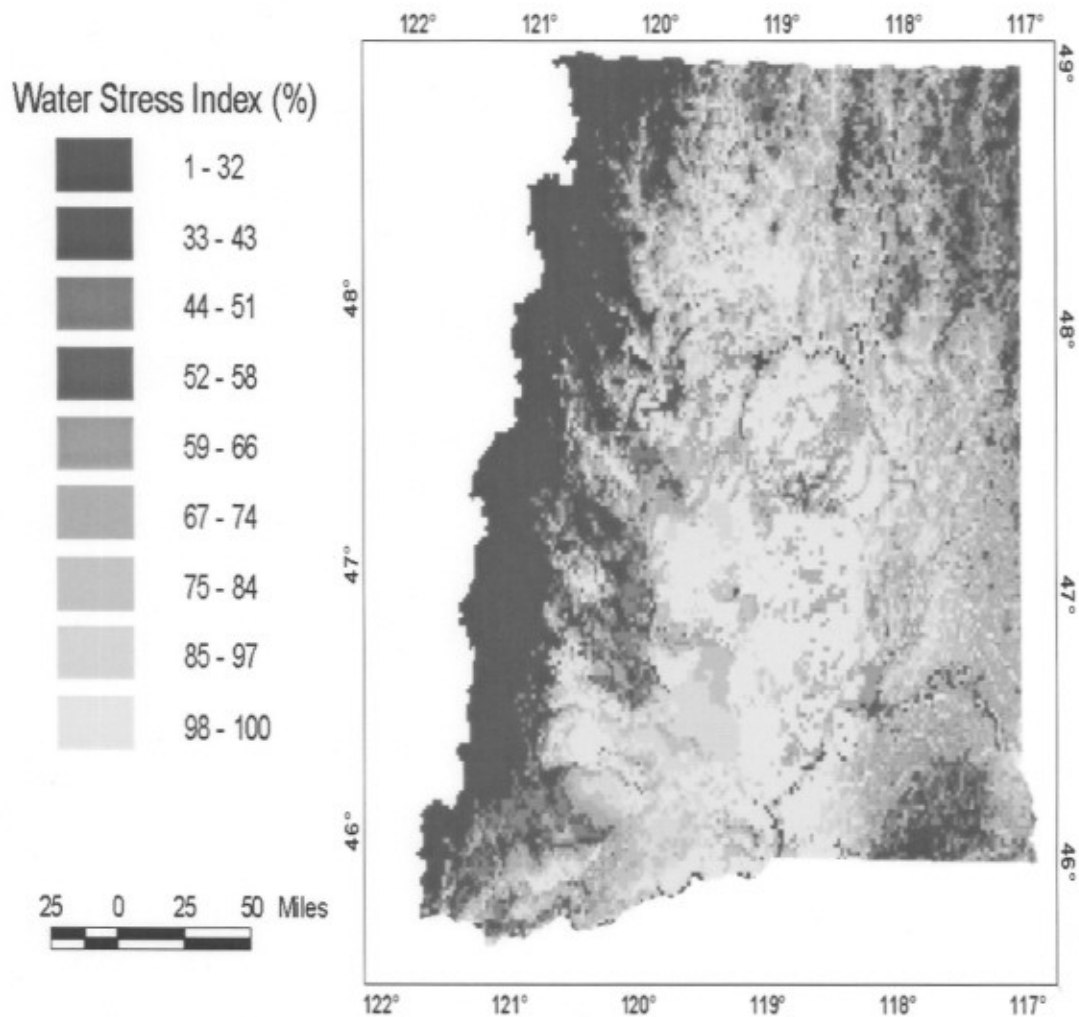 122° 121° 120° 119° 118° 117°
Water Stress Index (%)
1 - 32
33 - 43
44 - 51
52 - 58
59 - 66
67 - 74
75 - 84
85 - 97
98 - 100
49°
48°
48°
47°
47°
46°
46°
25 0 25 50 Miles
122° 121° 120° 119° 118° 117°